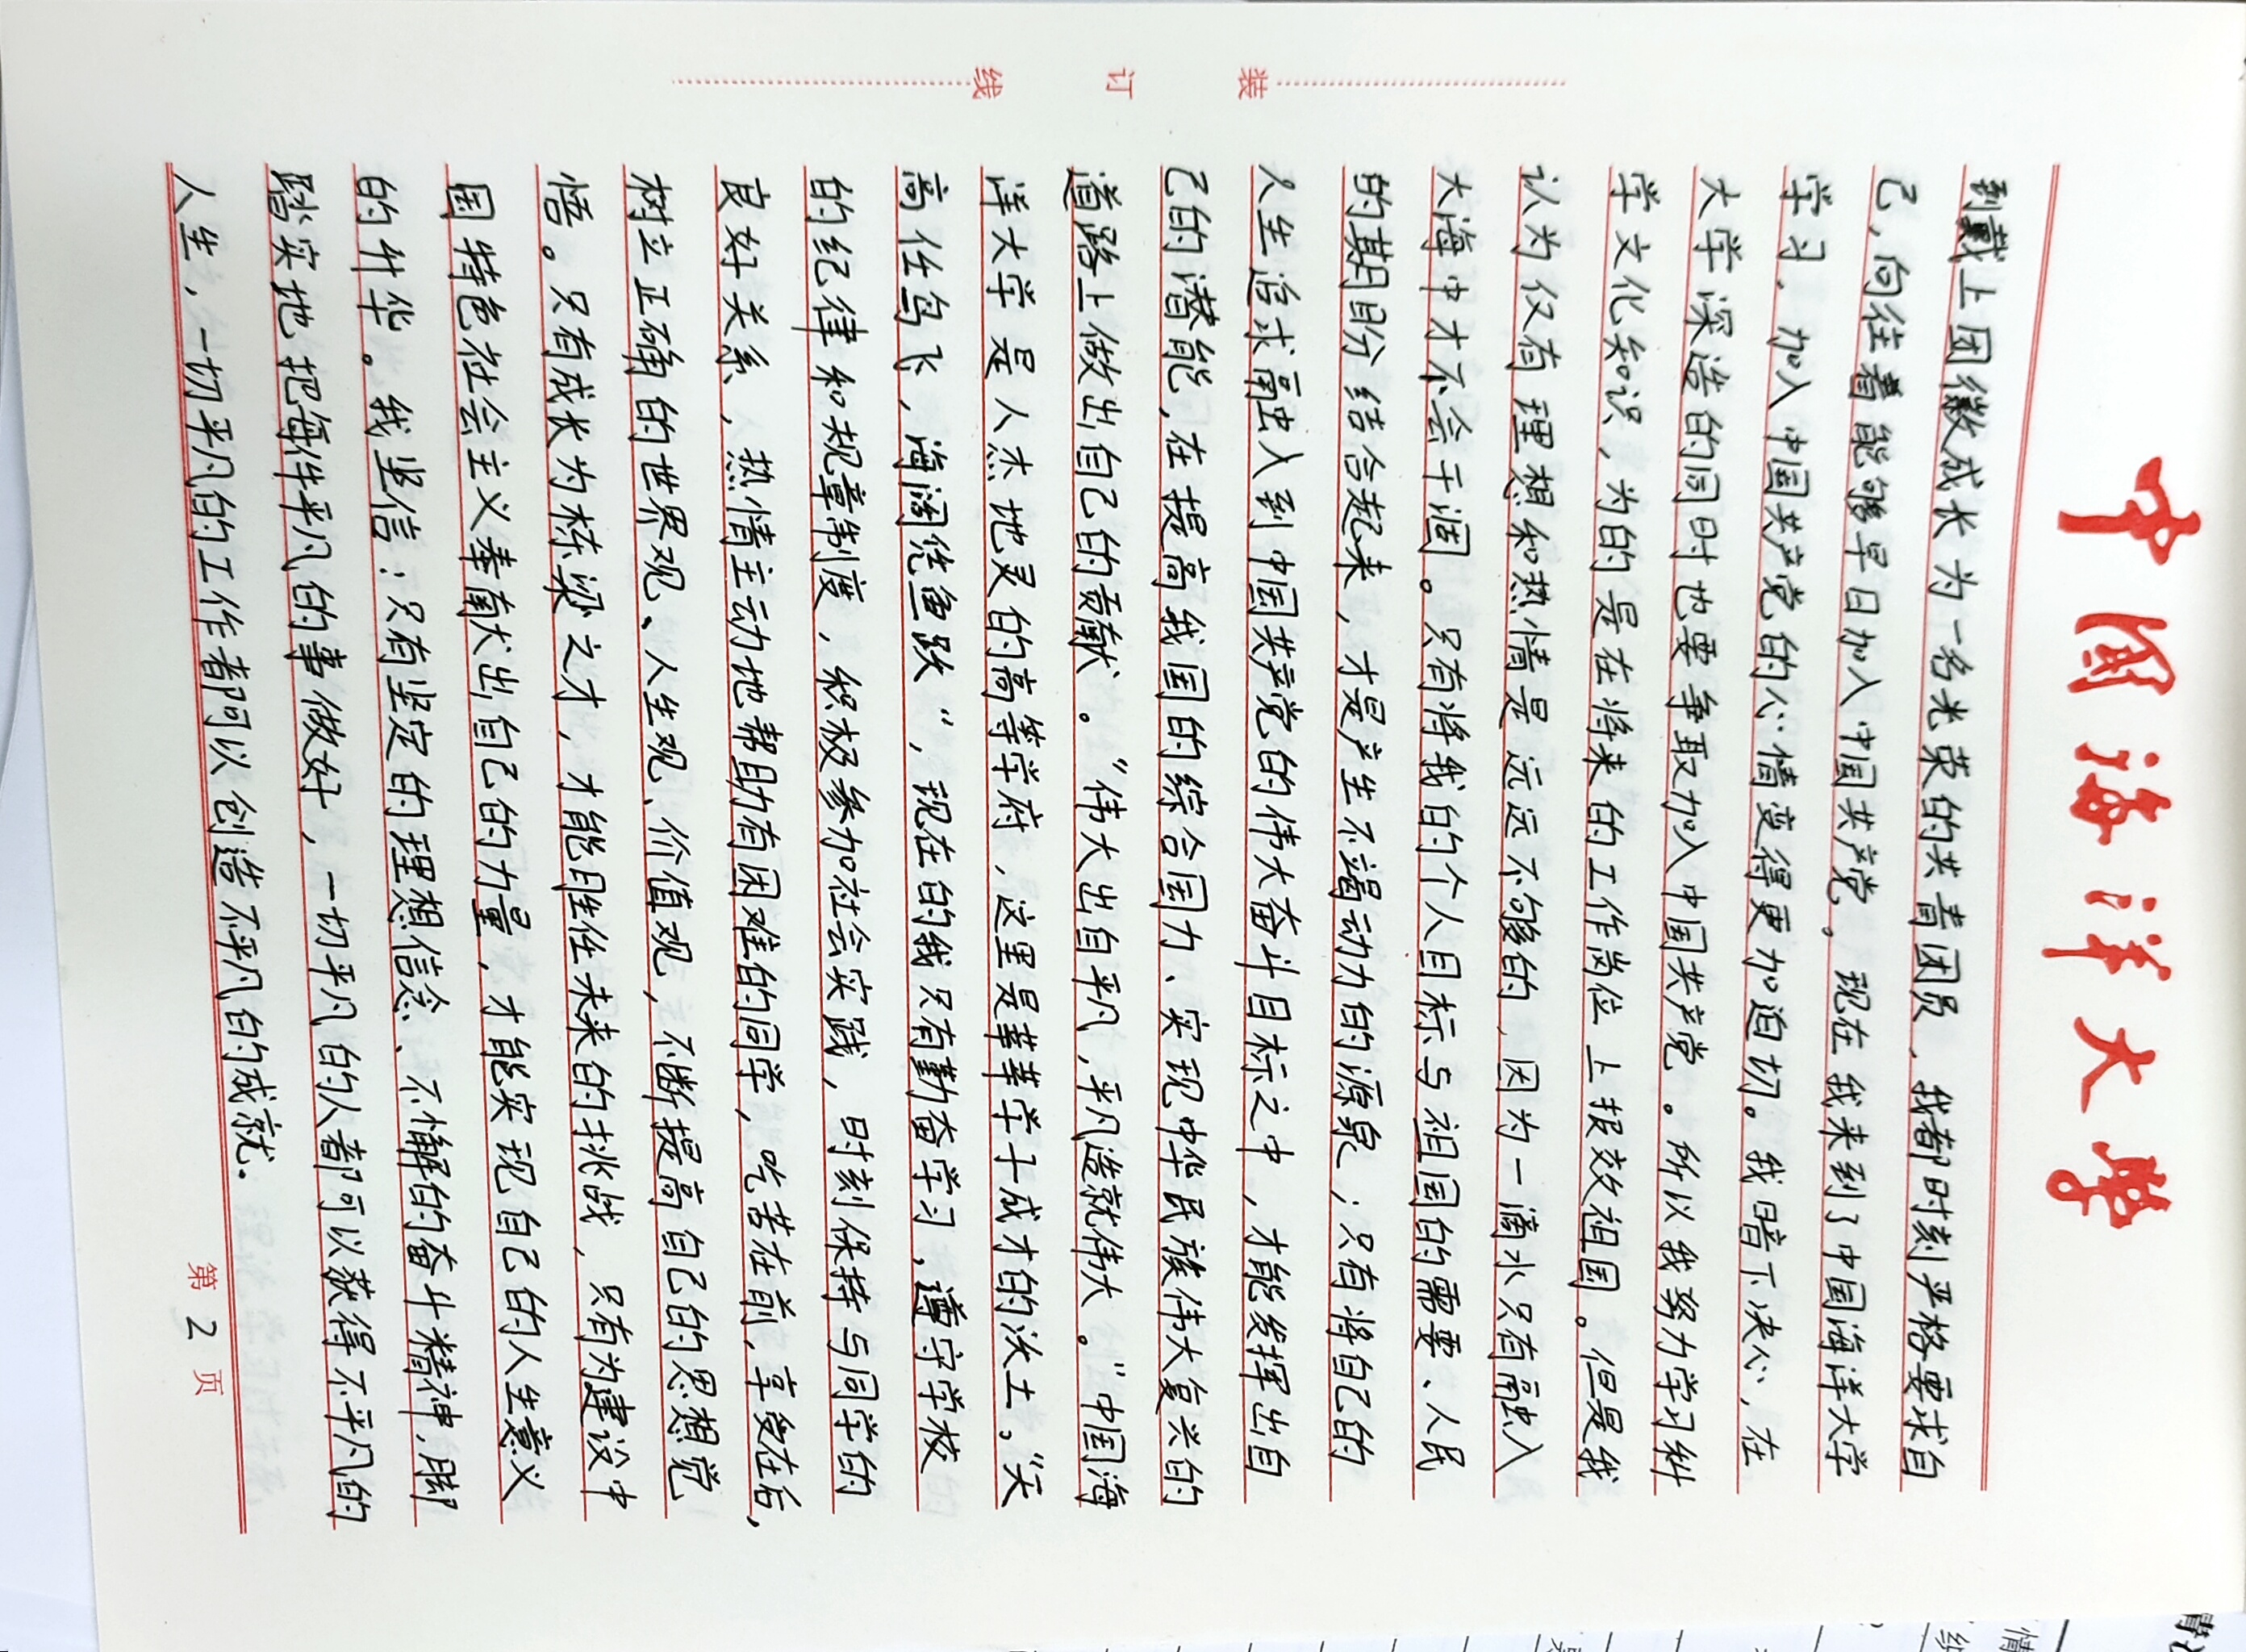 中国海洋大学
到戴上团徽成长为一名光荣的共青团员，我都时刻严格要求自
己，向往着能够早日加入中国共产党。现在我来到了中国海洋大学
学习，加入中国共产党的心情变得更加迫切。我暗下决心，在
大学深造的同时也要争取加入中国共产党。所以我努力学习科
学文化知识，为的是在将来的工作岗位上报效祖国。但是我
认为仅有理想和热情是远远不够的，因为一滴水只有融入
大海中才不会干涸。只有将我的个人目标与祖国的需要、人民
的期盼结合起来，才是产生不竭动力的源泉；只有将自己的
人生追求融入到中国共产党的伟大奋斗目标之中，才能发挥出自
己的潜能，在提高我国的综合国力、实现中华民族伟大复兴的
道路上做出自己的贡献。“伟大出自平凡，平凡造就伟大。”中国海
洋大学是人杰地灵的高等学府，这里是莘莘学子成才的沃土。“天
高任鸟飞，海阔凭鱼跃“，现在的我只有勤奋学习，遵守学校
的纪律和规章制度，积极参加社会实践，时刻保持与同学的
良好关系，热情主动地帮助有困难的同学，吃苦在前，享受在后，
树立正确的世界观、人生观、价值观，不断提高自己的思想觉
悟。只有成长为栋梁之才，才能胜任未来的挑战，只有为建设中
国特色社会主义奉献出自己的力量，才能实现自己的人生意义
的升华。我坚信：只有坚定的理想信念、不懈的奋斗精神，脚
踏实地把每件平凡的事做好，一切平凡的人都可以获得不平凡的
人生，一切平凡的工作都可以创造不平凡的成就.
第2页
装
订
线
情